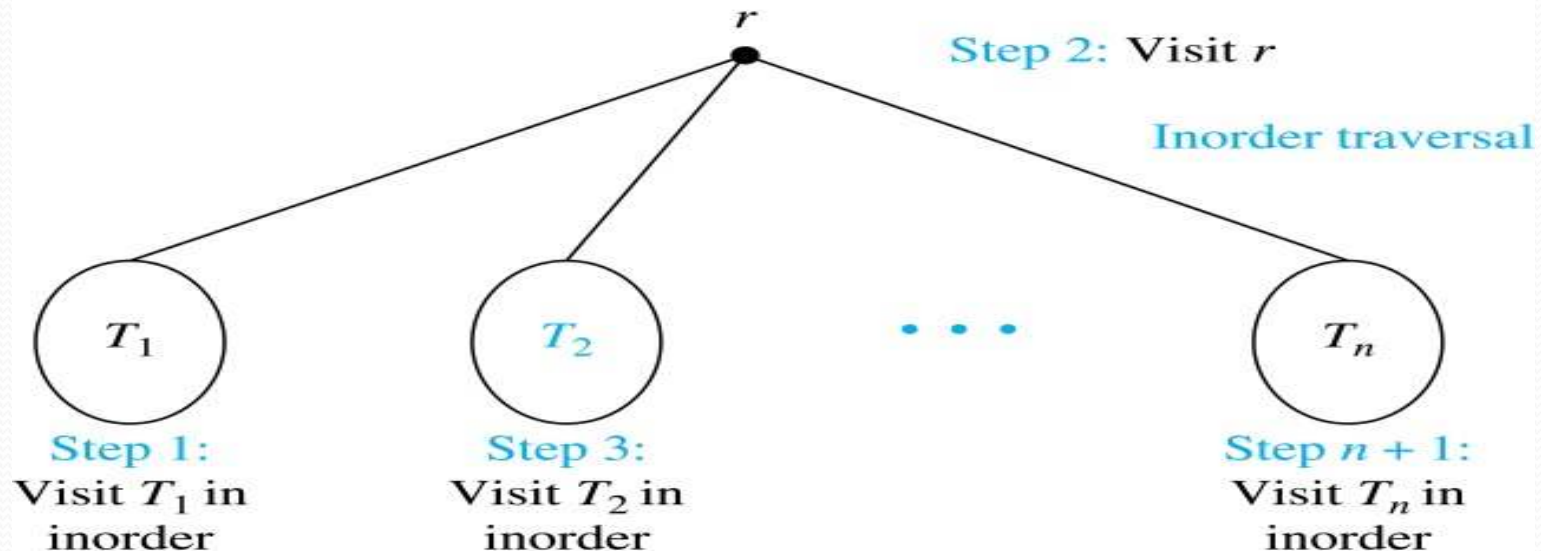 r
Step 2: Visit r
Inorder traversal
T₁
T₂
• • •
Tₙ
Step 1:
Visit T₁ in
inorder
Step 3:
Visit T₂ in
inorder
Step n + 1:
Visit Tₙ in
inorder